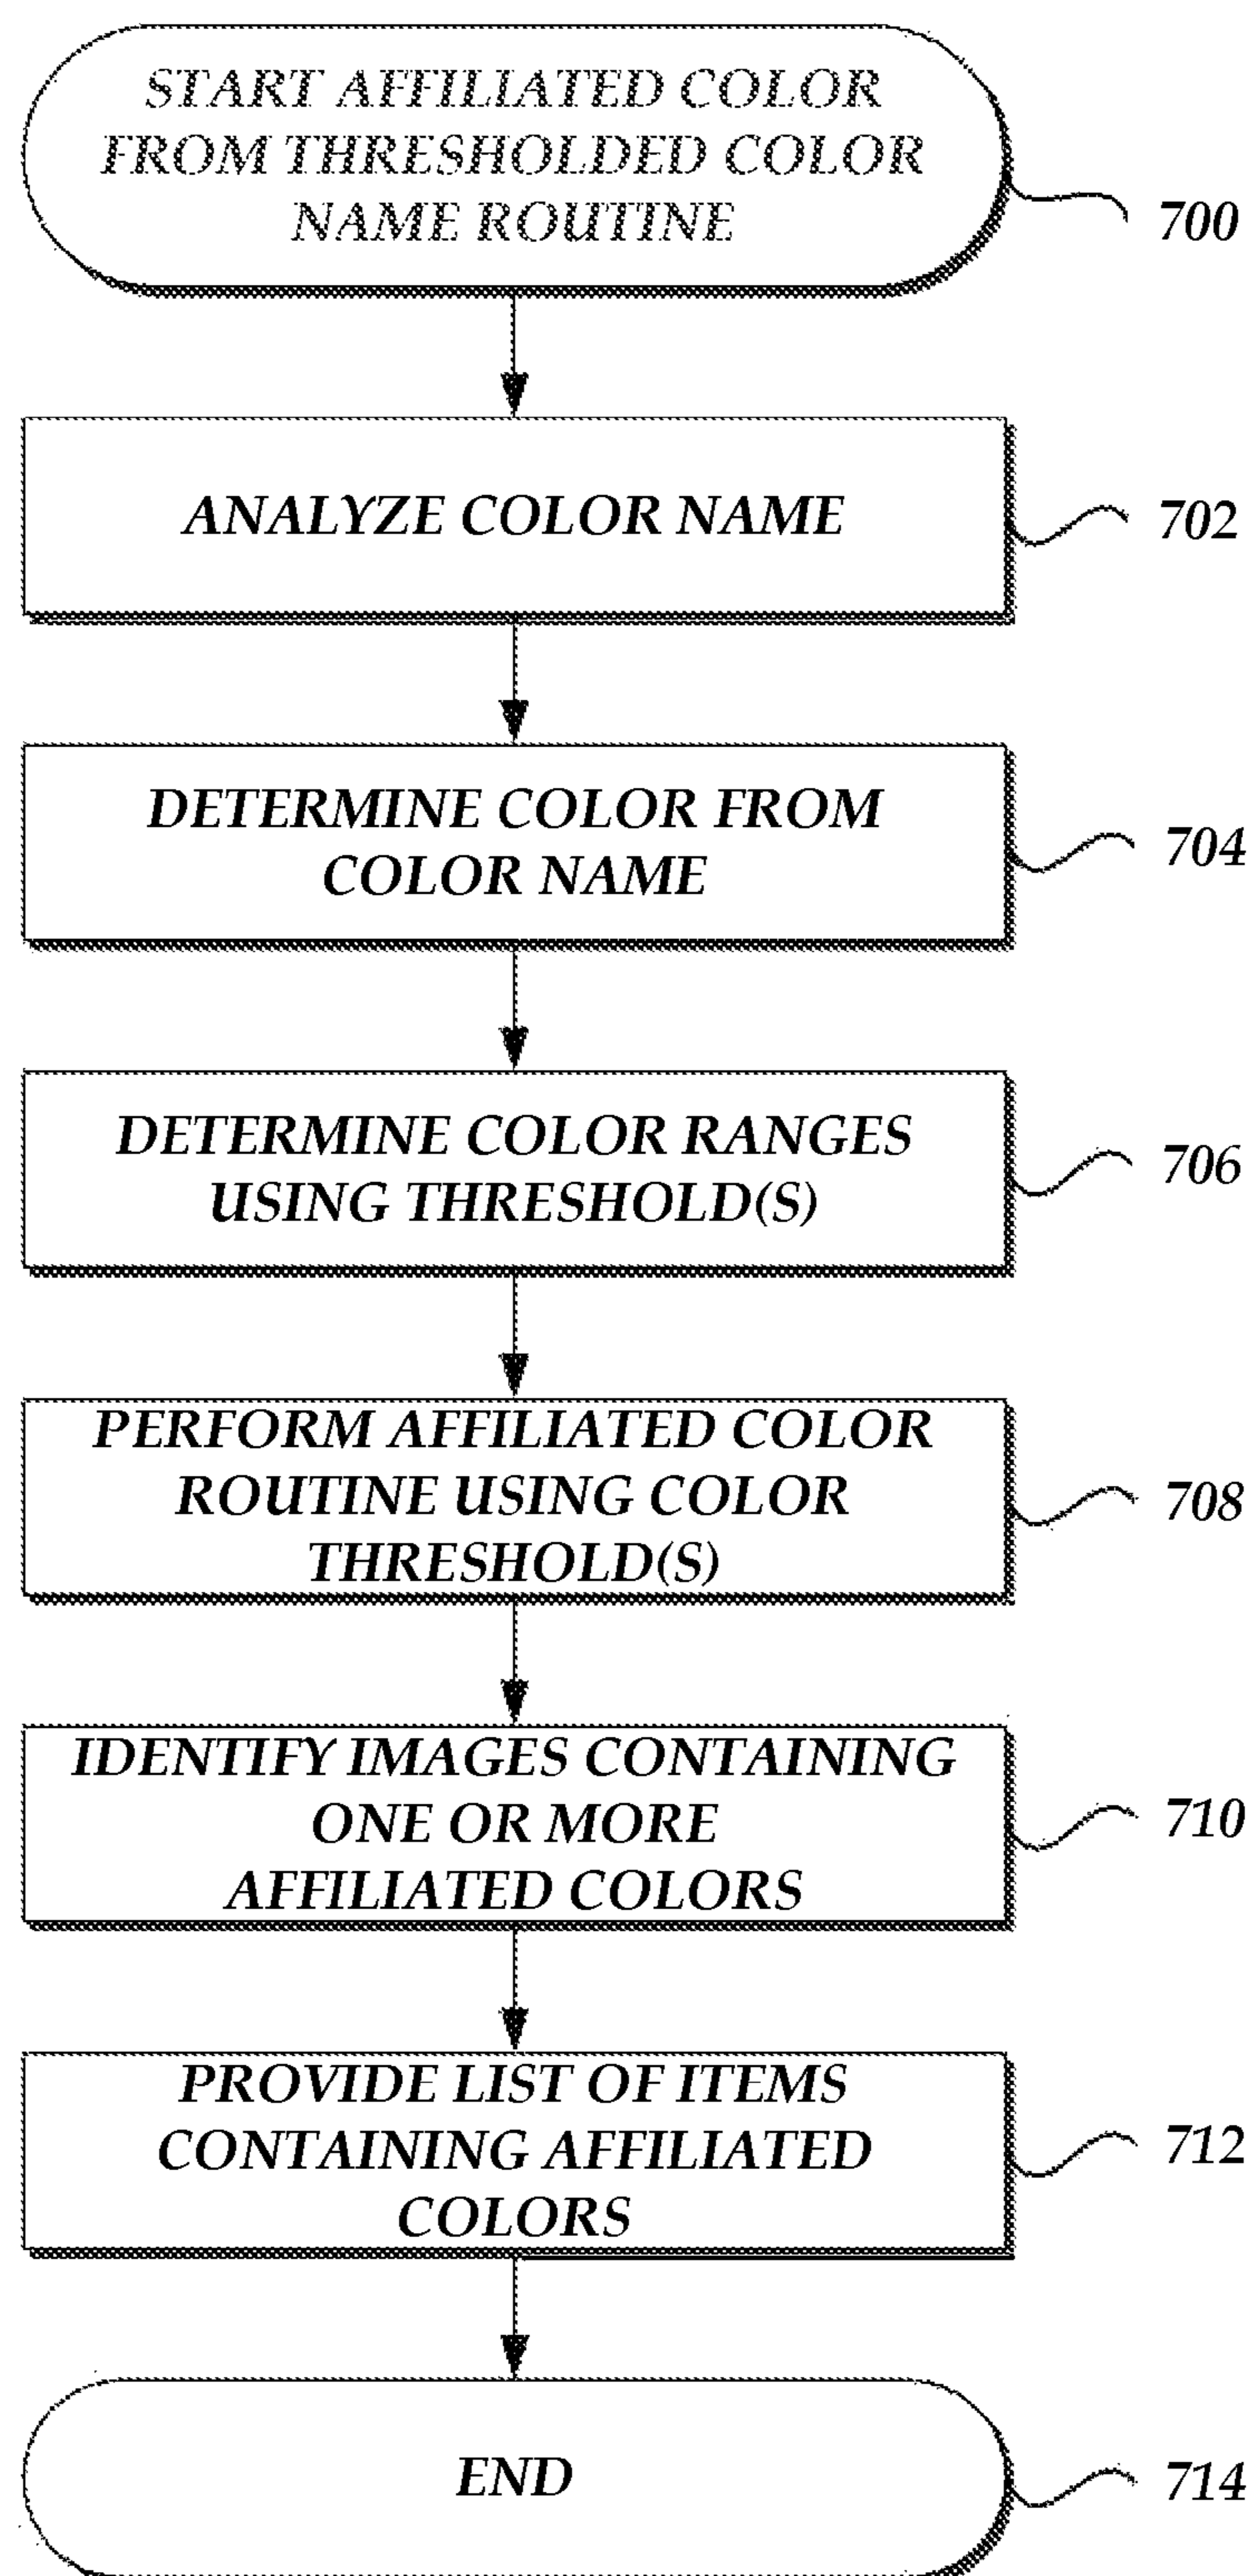 START AFFILIATED COLOR
FROM THRESHOLDED COLOR
NAME ROUTINE
700
ANALYZE COLOR NAME
702
DETERMINE COLOR FROM
COLOR NAME
704
DETERMINE COLOR RANGES
USING THRESHOLD(S)
706
PERFORM AFFILIATED COLOR
ROUTINE USING COLOR
THRESHOLD(S)
708
IDENTIFY IMAGES CONTAINING
ONE OR MORE
AFFILIATED COLORS
710
PROVIDE LIST OF ITEMS
CONTAINING AFFILIATED
COLORS
712
END
714